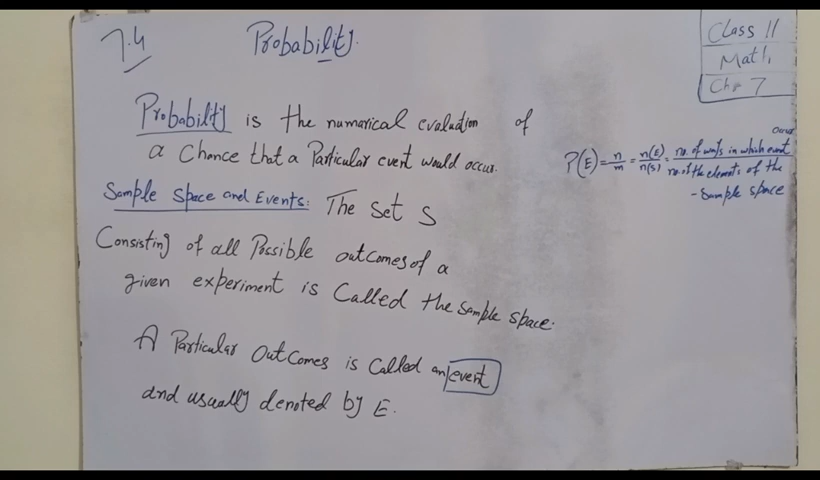 7.4
Probability.
Class 11
Math
Ch# 7
Probability is the numarical evaluation of
a Chance that a Particular event would occur.
P(E) = n/m = n(E)/n(S) = no. of ways in which event occur / no. of the elements of the
- Sample space
Sample Space and Events: The Set S
Consisting of all Possible outcomes of a
given experiment is Called the sample space.
A Particular Outcomes is called an event
and usually denoted by E.